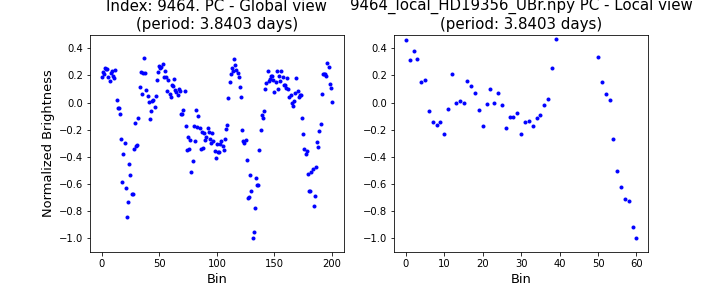 Index: 9464. PC - Global view
(period: 3.8403 days)
9464_local_HD19356_UBr.npy PC - Local view
(period: 3.8403 days)
Normalized Brightness
0.4
0.2
0.0
−0.2
−0.4
−0.6
−0.8
−1.0
0 50 100 150 200
Bin
0.4
0.2
0.0
−0.2
−0.4
−0.6
−0.8
−1.0
0 10 20 30 40 50 60
Bin